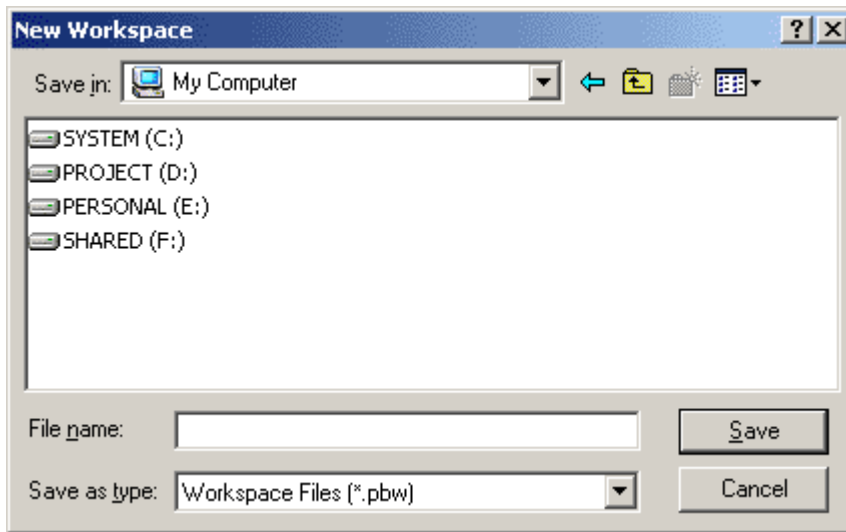 New Workspace
Save in: My Computer
SYSTEM (C:)
PROJECT (D:)
PERSONAL (E:)
SHARED (F:)
File name: Save
Save as type: Workspace Files (*.pbw) Cancel